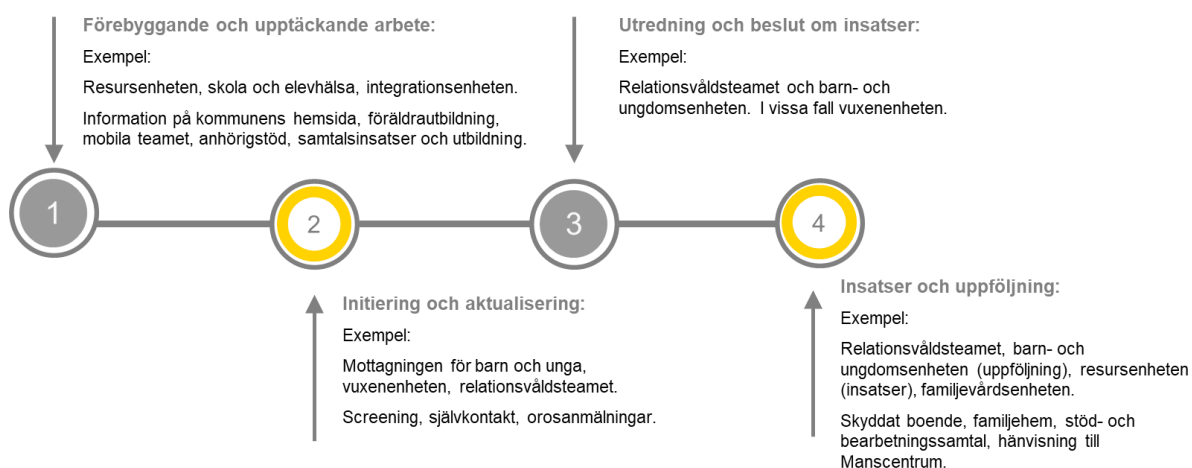 Förebyggande och upptäckande arbete:
Exempel:
Resursenheten, skola och elevhälsa, integrationsenheten.
Information på kommunens hemsida, föräldrautbildning,
mobila teamet, anhörigstöd, samtalsinsatser och utbildning.
Utredning och beslut om insatser:
Exempel:
Relationsvåldsteamet och barn- och
ungdomsenheten. I vissa fall vuxenenheten.
1
2
3
4
Initiering och aktualisering:
Exempel:
Mottagningen för barn och unga,
vuxenenheten, relationsvåldsteamet.
Screening, självkontakt, orosanmälningar.
Insatser och uppföljning:
Exempel:
Relationsvåldsteamet, barn- och
ungdomsenheten (uppföljning), resursenheten
(insatser), familjevårdsenheten.
Skyddat boende, familjehem, stöd- och
bearbetningssamtal, hänvisning till
Manscentrum.